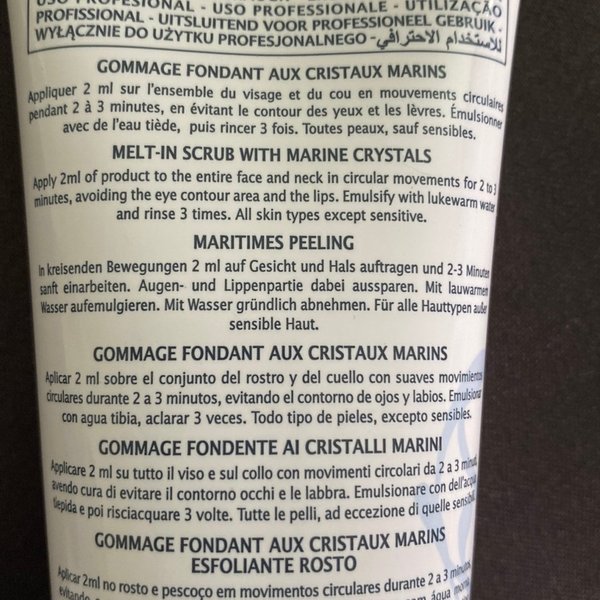 USO PROFESIONAL - USO PROFESSIONALE - UTILIZAÇÃO
PROFISSIONAL - UITSLUITEND VOOR PROFESSIONEEL GEBRUIK -
WYŁĄCZNIE DO UŻYTKU PROFESJONALNEGO - للاستخدام الاحترافي
GOMMAGE FONDANT AUX CRISTAUX MARINS
Appliquer 2 ml sur l'ensemble du visage et du cou en mouvements circulaires
pendant 2 à 3 minutes, en évitant le contour des yeux et les lèvres. Émulsionner
avec de l'eau tiède, puis rincer 3 fois. Toutes peaux, sauf sensibles.
MELT-IN SCRUB WITH MARINE CRYSTALS
Apply 2ml of product to the entire face and neck in circular movements for 2 to 3
minutes, avoiding the eye contour area and the lips. Emulsify with lukewarm water
and rinse 3 times. All skin types except sensitive.
MARITIMES PEELING
In kreisenden Bewegungen 2 ml auf Gesicht und Hals auftragen und 2-3 Minuten
sanft einarbeiten. Augen- und Lippenpartie dabei aussparen. Mit lauwarmem
Wasser aufemulgieren. Mit Wasser gründlich abnehmen. Für alle Hauttypen außer
sensible Haut.
GOMMAGE FONDANT AUX CRISTAUX MARINS
Aplicar 2 ml sobre el conjunto del rostro y del cuello con suaves movimientos
circulares durante 2 a 3 minutos, evitando el contorno de ojos y labios. Emulsionar
con agua tibia, aclarar 3 veces. Todo tipo de pieles, excepto sensibles.
GOMMAGE FONDENTE AI CRISTALLI MARINI
Applicare 2 ml su tutto il viso e sul collo con movimenti circolari da 2 a 3 minuti,
avendo cura di evitare il contorno occhi e le labbra. Emulsionare con dell'acqua
tiepida e poi risciacquare 3 volte. Tutte le pelli, ad eccezione di quelle sensibili.
GOMMAGE FONDANT AUX CRISTAUX MARINS
ESFOLIANTE ROSTO
Aplicar 2ml no rosto e pescoço em movimentos circulares durante 2 a 3 minutos,
evitando